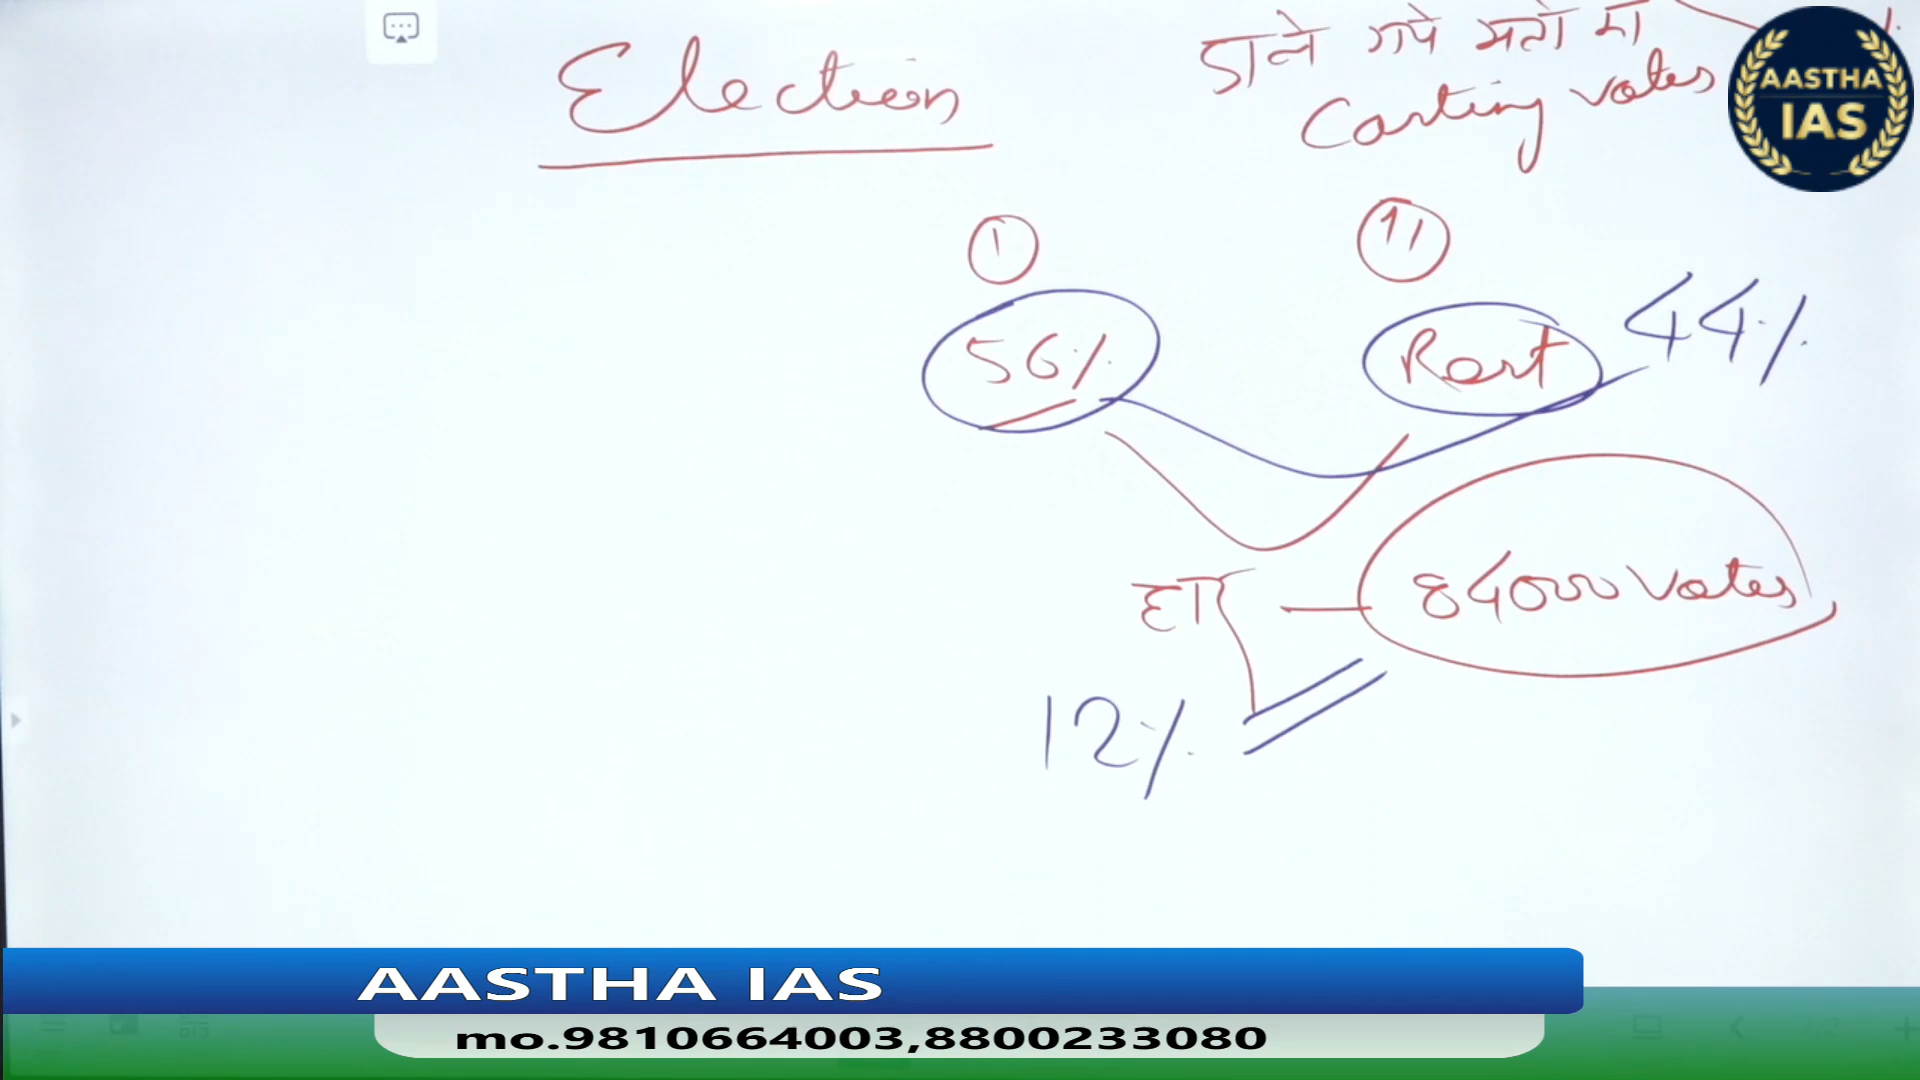 Election
डाले गये मतो का
Casting votes
AASTHA
IAS
1 11
56% Rest 44%
हार — 84000 Votes
12%
AASTHA IAS
mo.9810664003,8800233080